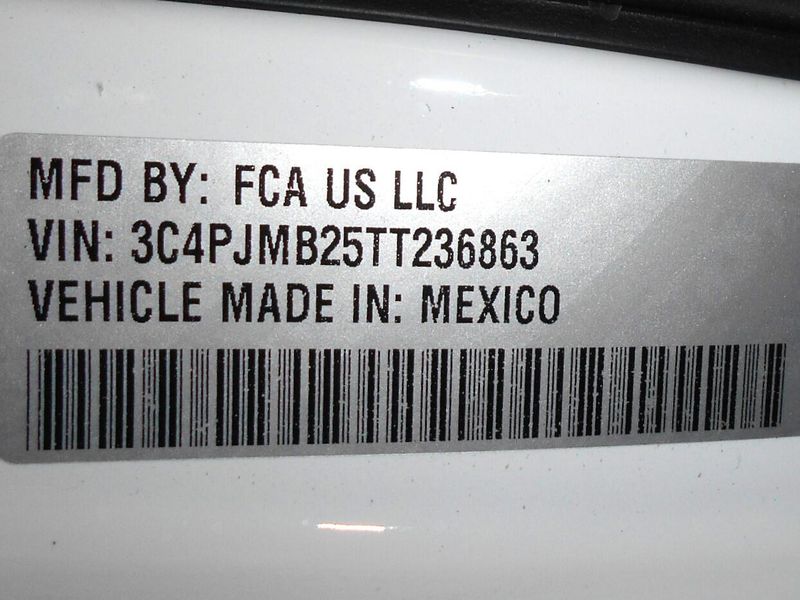 MFD BY: FCA US LLC
VIN: 3C4PJMB25TT236863
VEHICLE MADE IN: MEXICO